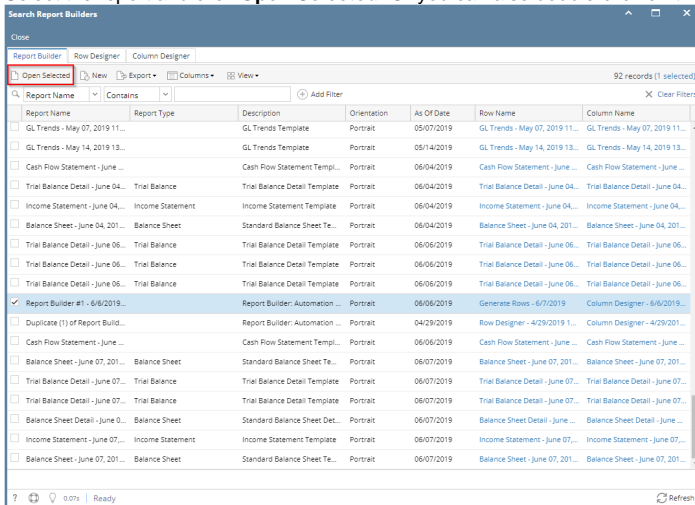 Search Report Builders
Close
Report Builder Row Designer Column Designer
Open Selected New Export Columns View 92 records (1 selected)
Report Name Contains Add Filter Clear Filters
Report Name Report Type Description Orientation As Of Date Row Name Column Name
GL Trends - May 07, 2019 11... GL Trends Template Portrait 05/07/2019 GL Trends - May 07, 2019 11... GL Trends - May 07, 2019 11...
GL Trends - May 14, 2019 13... GL Trends Template Portrait 05/14/2019 GL Trends - May 14, 2019 13... GL Trends - May 14, 2019 13...
Cash Flow Statement - June ... Cash Flow Statement Templ... Portrait 06/04/2019 Cash Flow Statement - June ... Cash Flow Statement - June ...
Trial Balance Detail - June 04... Trial Balance Trial Balance Detail Template Portrait 06/04/2019 Trial Balance Detail - June 04... Trial Balance Detail - June 04...
Income Statement - June 04,... Income Statement Income Statement Template Portrait 06/04/2019 Income Statement - June 04,... Income Statement - June 04,...
Balance Sheet - June 04, 201... Balance Sheet Standard Balance Sheet Te... Portrait 06/04/2019 Balance Sheet - June 04, 201... Balance Sheet - June 04, 201...
Trial Balance Detail - June 06... Trial Balance Trial Balance Detail Template Portrait 06/06/2019 Trial Balance Detail - June 06... Trial Balance Detail - June 06...
Trial Balance Detail - June 06... Trial Balance Trial Balance Detail Template Portrait 06/06/2019 Trial Balance Detail - June 06... Trial Balance Detail - June 06...
Trial Balance Detail - June 06... Trial Balance Trial Balance Detail Template Portrait 06/06/2019 Trial Balance Detail - June 06... Trial Balance Detail - June 06...
Report Builder #1 - 6/6/2019... Report Builder: Automation ... Portrait 06/06/2019 Generate Rows - 6/7/2019 Column Designer - 6/6/2019...
Duplicate (1) of Report Build... Report Builder: Automation ... Portrait 04/29/2019 Row Designer - 4/29/2019 1... Column Designer - 4/29/201...
Cash Flow Statement - June ... Cash Flow Statement Templ... Portrait 06/07/2019 Cash Flow Statement - June ... Cash Flow Statement - June ...
Balance Sheet - June 07, 201... Balance Sheet Standard Balance Sheet Te... Portrait 06/07/2019 Balance Sheet - June 07, 201... Balance Sheet - June 07, 201...
Trial Balance Detail - June 07... Trial Balance Trial Balance Detail Template Portrait 06/07/2019 Trial Balance Detail - June 07... Trial Balance Detail - June 07...
Trial Balance Detail - June 07... Trial Balance Trial Balance Detail Template Portrait 06/07/2019 Trial Balance Detail - June 07... Trial Balance Detail - June 07...
Balance Sheet Detail - June 0... Balance Sheet Standard Balance Sheet Det... Portrait 06/07/2019 Balance Sheet Detail - June ... Balance Sheet Detail - June ...
Income Statement - June 07,... Income Statement Income Statement Template Portrait 06/07/2019 Income Statement - June 07,... Income Statement - June 07,...
Balance Sheet - June 07, 201... Balance Sheet Standard Balance Sheet Te... Portrait 06/07/2019 Balance Sheet - June 07, 201... Balance Sheet - June 07, 201...
? 0.07s Ready Refresh